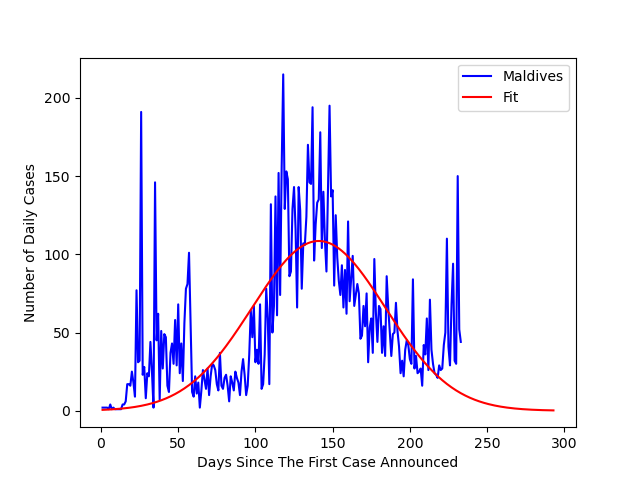 Maldives
Fit
Number of Daily Cases
200
150
100
50
0
0 50 100 150 200 250 300
Days Since The First Case Announced